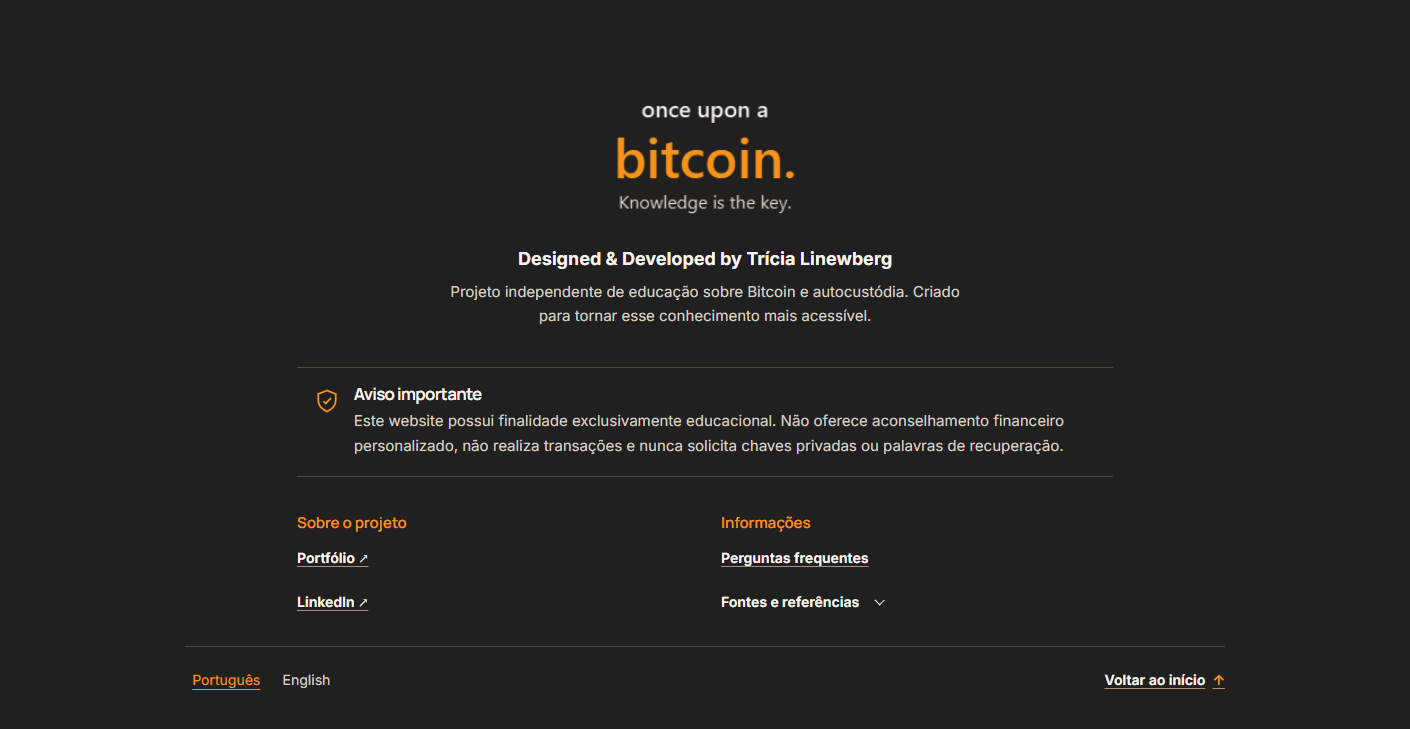 once upon a
bitcoin.
Knowledge is the key.
Designed & Developed by Trícia Linewberg
Projeto independente de educação sobre Bitcoin e autocustódia. Criado
para tornar esse conhecimento mais acessível.
Aviso importante
Este website possui finalidade exclusivamente educacional. Não oferece aconselhamento financeiro
personalizado, não realiza transações e nunca solicita chaves privadas ou palavras de recuperação.
Sobre o projeto
Portfólio ↗
LinkedIn ↗
Informações
Perguntas frequentes
Fontes e referências
Português English
Voltar ao início ↑